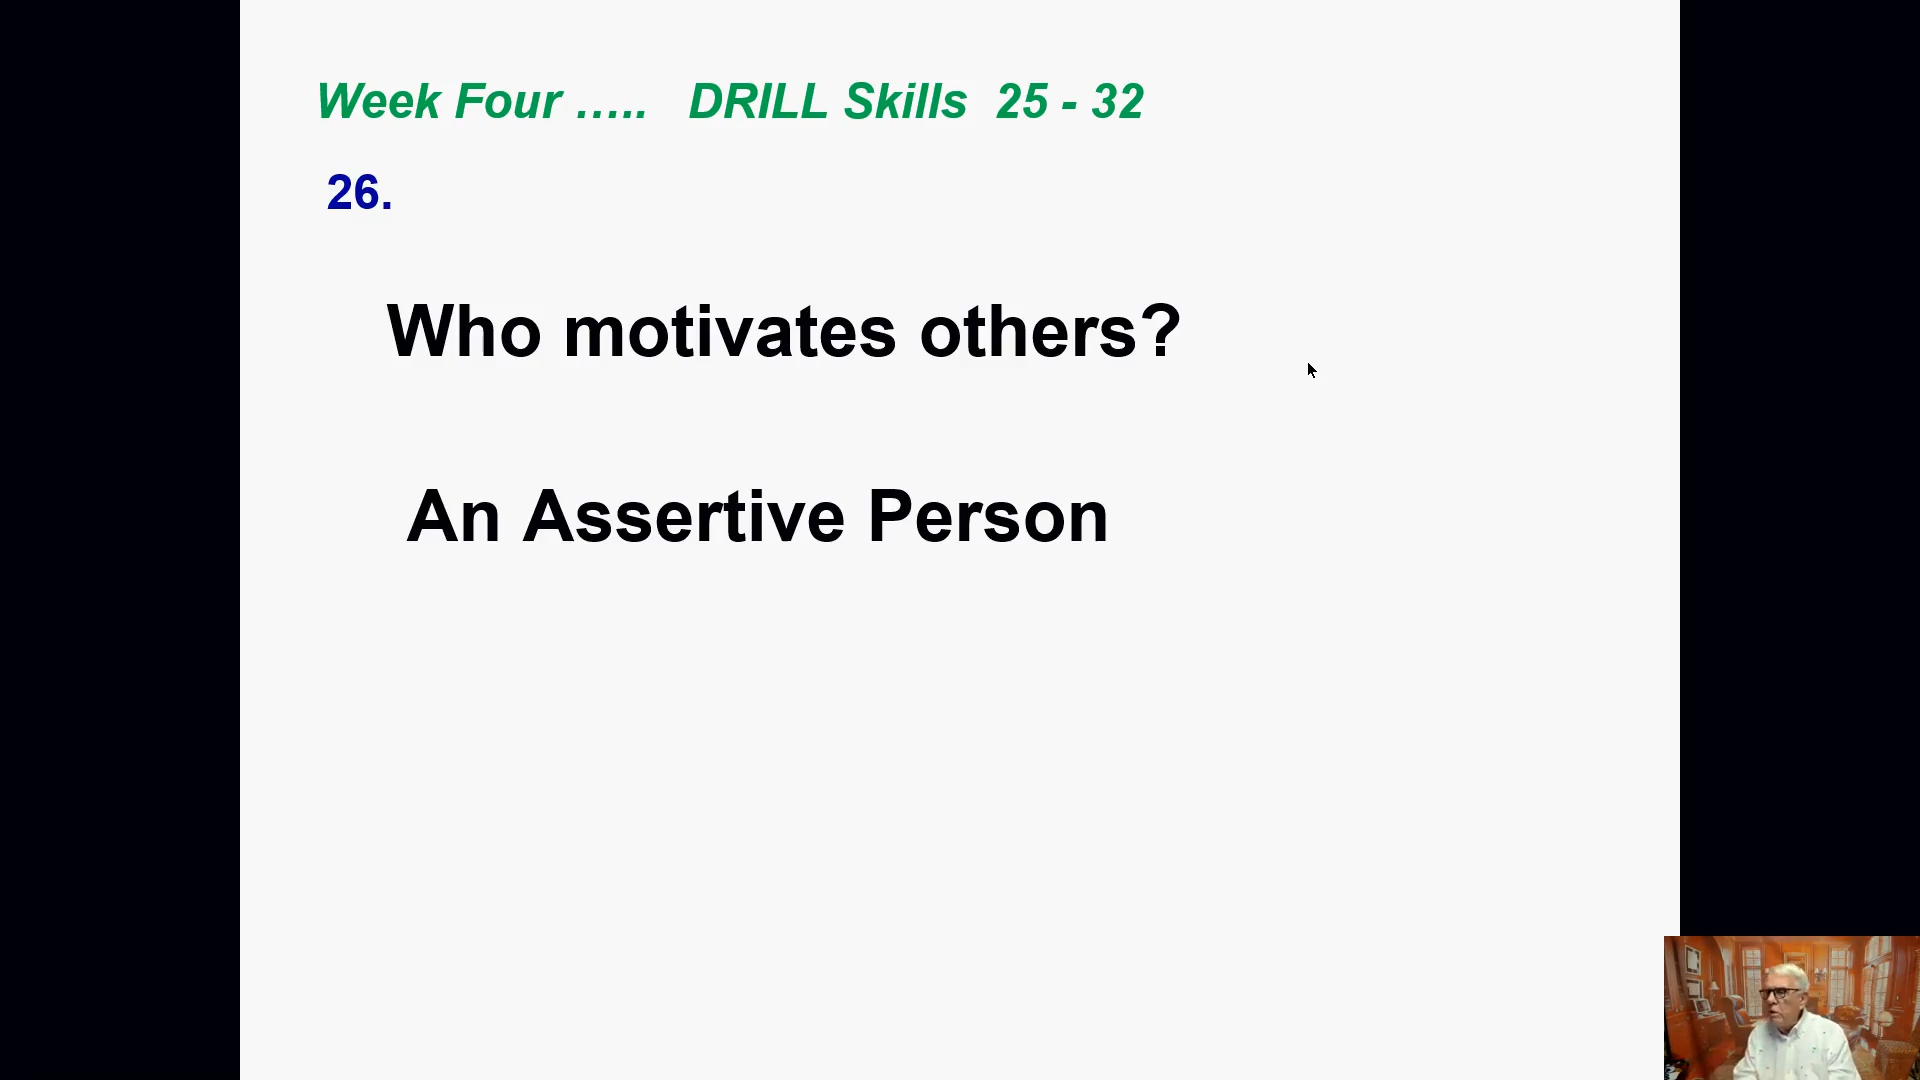 Week Four ..... DRILL Skills 25 - 32
26.
Who motivates others?
An Assertive Person